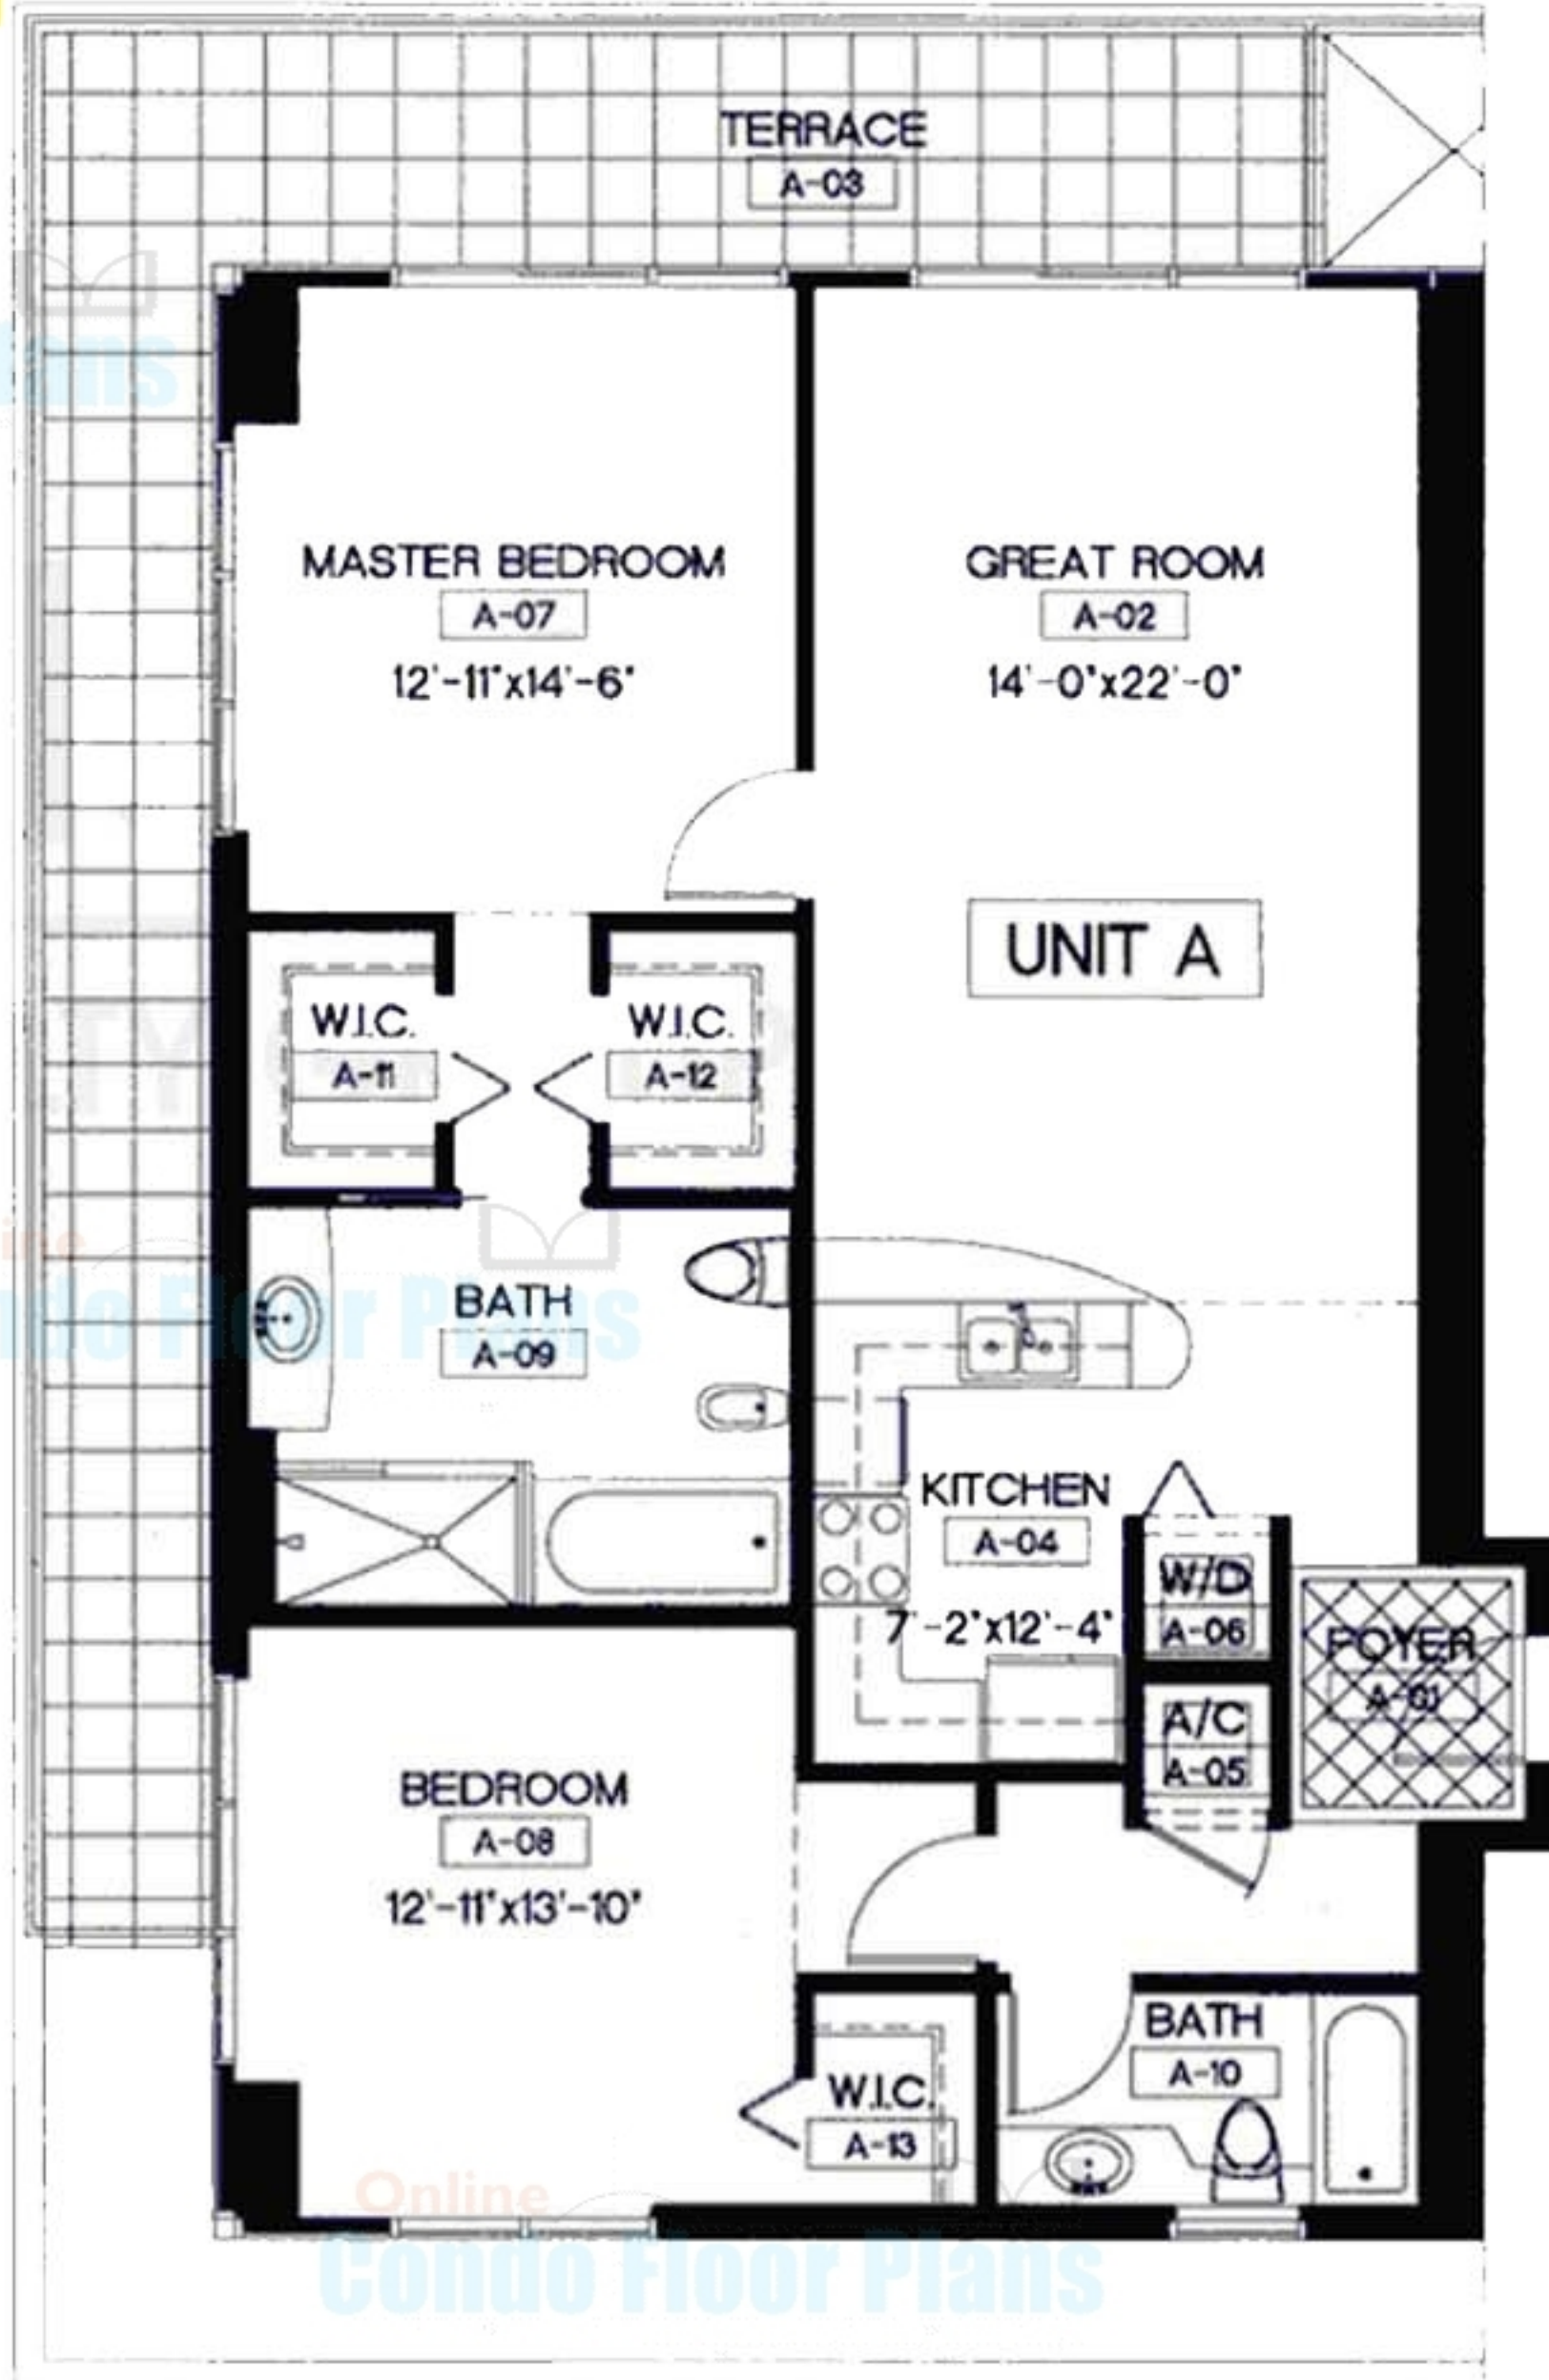 TERRACE
A-03
MASTER BEDROOM
A-07
12'-11"x14'-6"
GREAT ROOM
A-02
14'-0"x22'-0"
UNIT A
W.I.C.
A-11
W.I.C.
A-12
BATH
A-09
KITCHEN
A-04
7'-2"x12'-4"
W/D
A-06
FOYER
A-01
A/C
A-05
BEDROOM
A-08
12'-11"x13'-10"
BATH
A-10
W.I.C.
A-13
Online
Condo Floor Plans